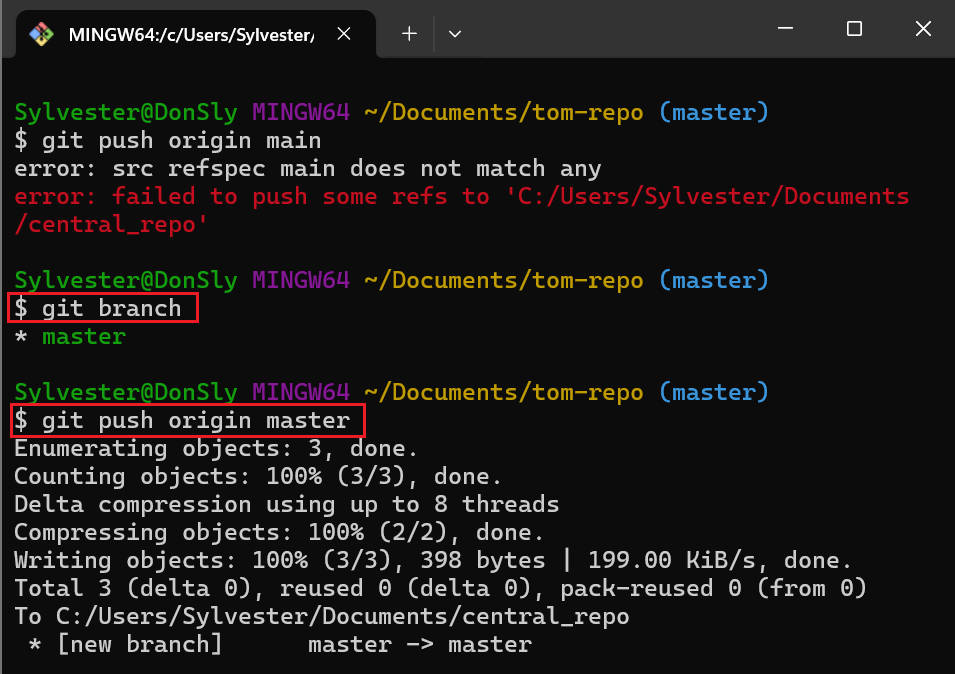 MINGW64:/c/Users/Sylvester/
Sylvester@DonSly MINGW64 ~/Documents/tom-repo (master)
$ git push origin main
error: src refspec main does not match any
error: failed to push some refs to 'C:/Users/Sylvester/Documents
/central_repo'
Sylvester@DonSly MINGW64 ~/Documents/tom-repo (master)
$ git branch
* master
Sylvester@DonSly MINGW64 ~/Documents/tom-repo (master)
$ git push origin master
Enumerating objects: 3, done.
Counting objects: 100% (3/3), done.
Delta compression using up to 8 threads
Compressing objects: 100% (2/2), done.
Writing objects: 100% (3/3), 398 bytes | 199.00 KiB/s, done.
Total 3 (delta 0), reused 0 (delta 0), pack-reused 0 (from 0)
To C:/Users/Sylvester/Documents/central_repo
 * [new branch]      master -> master